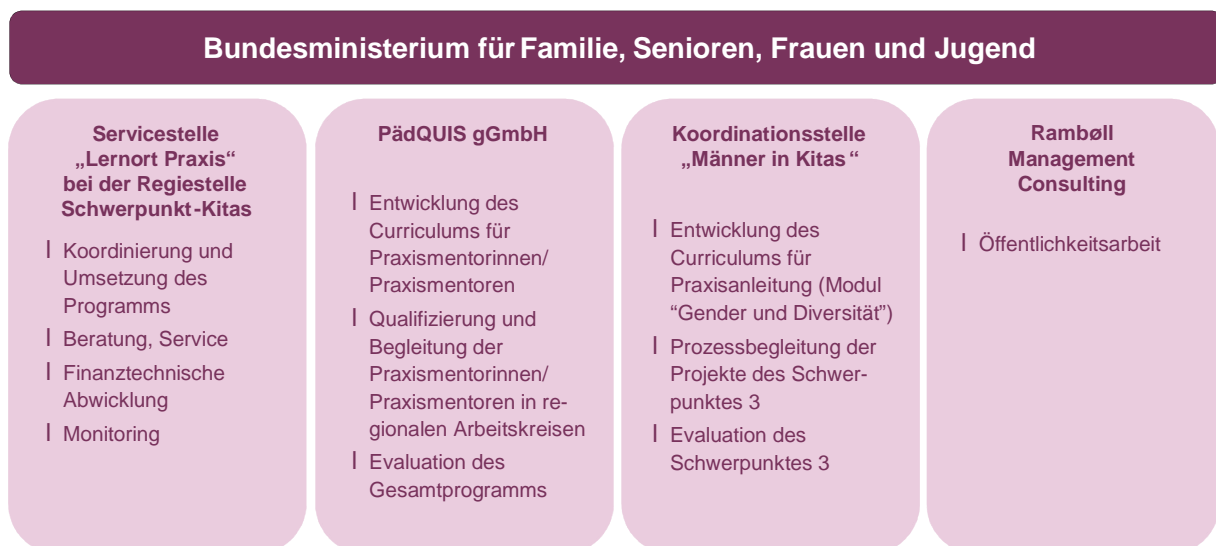 Bundesministerium für Familie, Senioren, Frauen und Jugend
Servicestelle
„Lernort Praxis“
bei der Regiestelle
Schwerpunkt-Kitas
l Koordinierung und
Umsetzung des
Programms
l Beratung, Service
l Finanztechnische
Abwicklung
l Monitoring
PädQUIS gGmbH
l Entwicklung des
Curriculums für
Praxismentorinnen/
Praxismentoren
l Qualifizierung und
Begleitung der
Praxismentorinnen/
Praxismentoren in re-
gionalen Arbeitskreisen
l Evaluation des
Gesamtprogramms
Koordinationsstelle
„Männer in Kitas “
l Entwicklung des
Curriculums für
Praxisanleitung (Modul
“Gender und Diversität”)
l Prozessbegleitung der
Projekte des Schwer-
punktes 3
l Evaluation des
Schwerpunktes 3
Rambøll
Management
Consulting
l Öffentlichkeitsarbeit